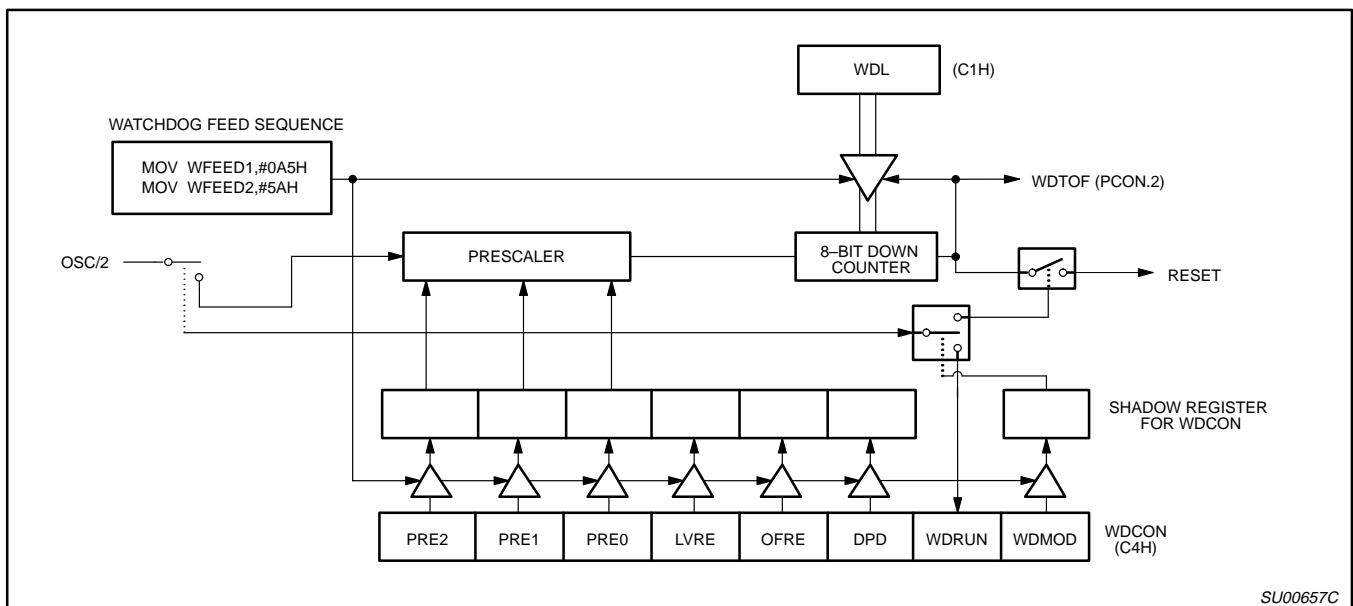 WDL
(C1H)
WATCHDOG FEED SEQUENCE
MOV WFEED1,#0A5H
MOV WFEED2,#5AH
WDTOF (PCON.2)
OSC/2
PRESCALER
8–BIT DOWN
COUNTER
RESET
SHADOW REGISTER
FOR WDCON
PRE2
PRE1
PRE0
LVRE
OFRE
DPD
WDRUN
WDMOD
WDCON
(C4H)
SU00657C